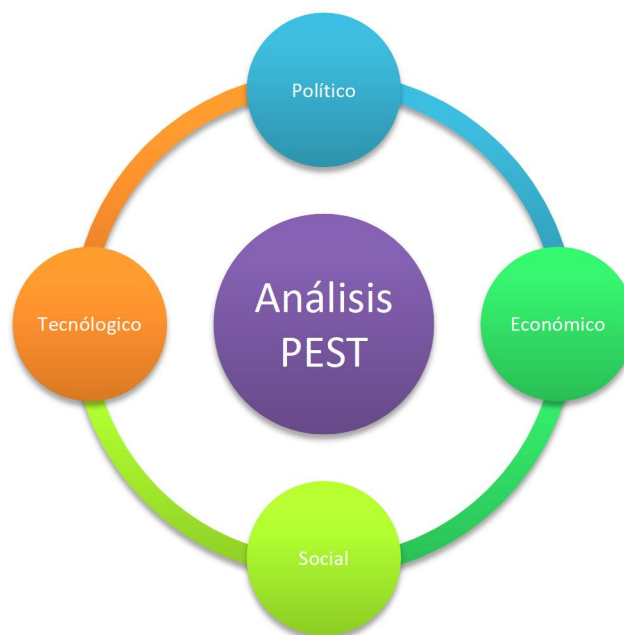 Político
Análisis
PEST
Tecnólogico
Económico
Social